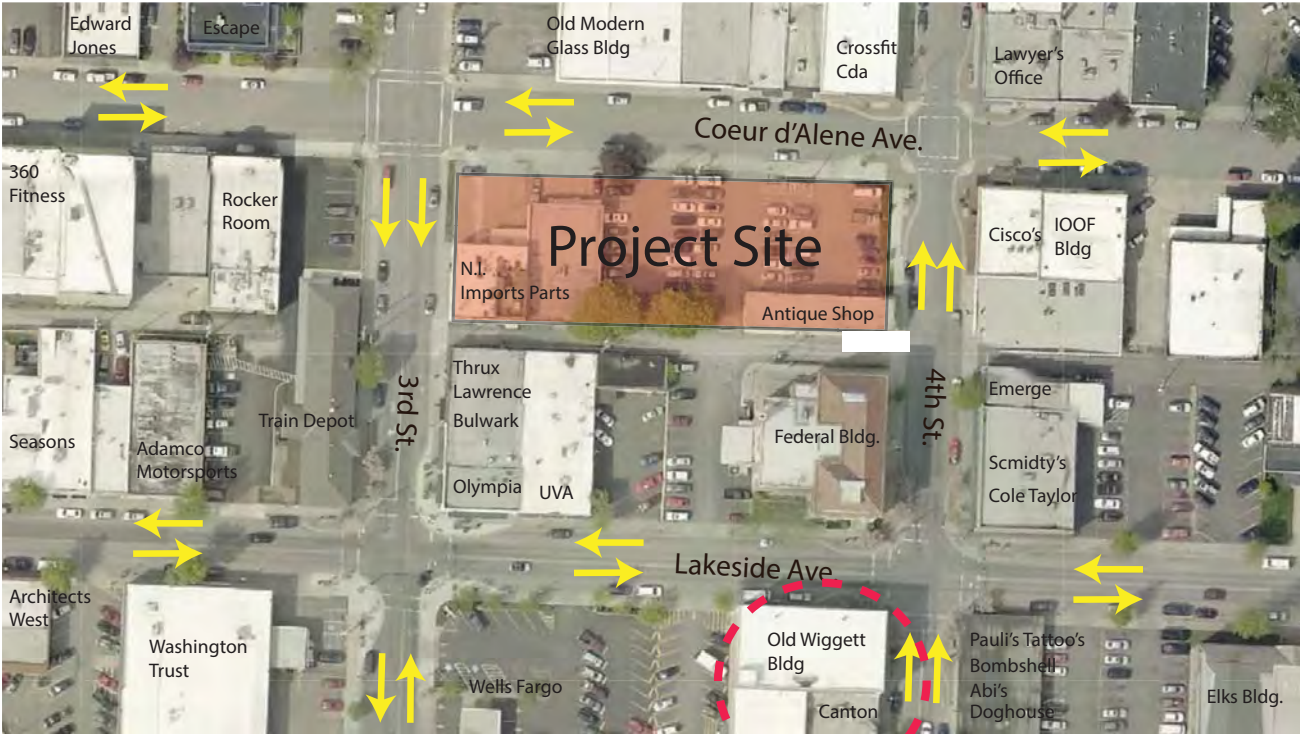 Edward
Jones
Escape
Old Modern
Glass Bldg
Crossfit
Cda
Lawyer's
Office
Coeur d'Alene Ave.
360
Fitness
Rocker
Room
Project Site
N.I.
Imports Parts
Antique Shop
Cisco's
IOOF
Bldg
3rd St.
4th St.
Seasons
Adamco
Motorsports
Train Depot
Thrux
Lawrence
Bulwark
Olympia
UVA
Federal Bldg.
Emerge
Scmidty's
Cole Taylor
Lakeside Ave
Architects
West
Washington
Trust
Wells Fargo
Old Wiggett
Bldg
Canton
Pauli's Tattoo's
Bombshell
Abi's
Doghouse
Elks Bldg.